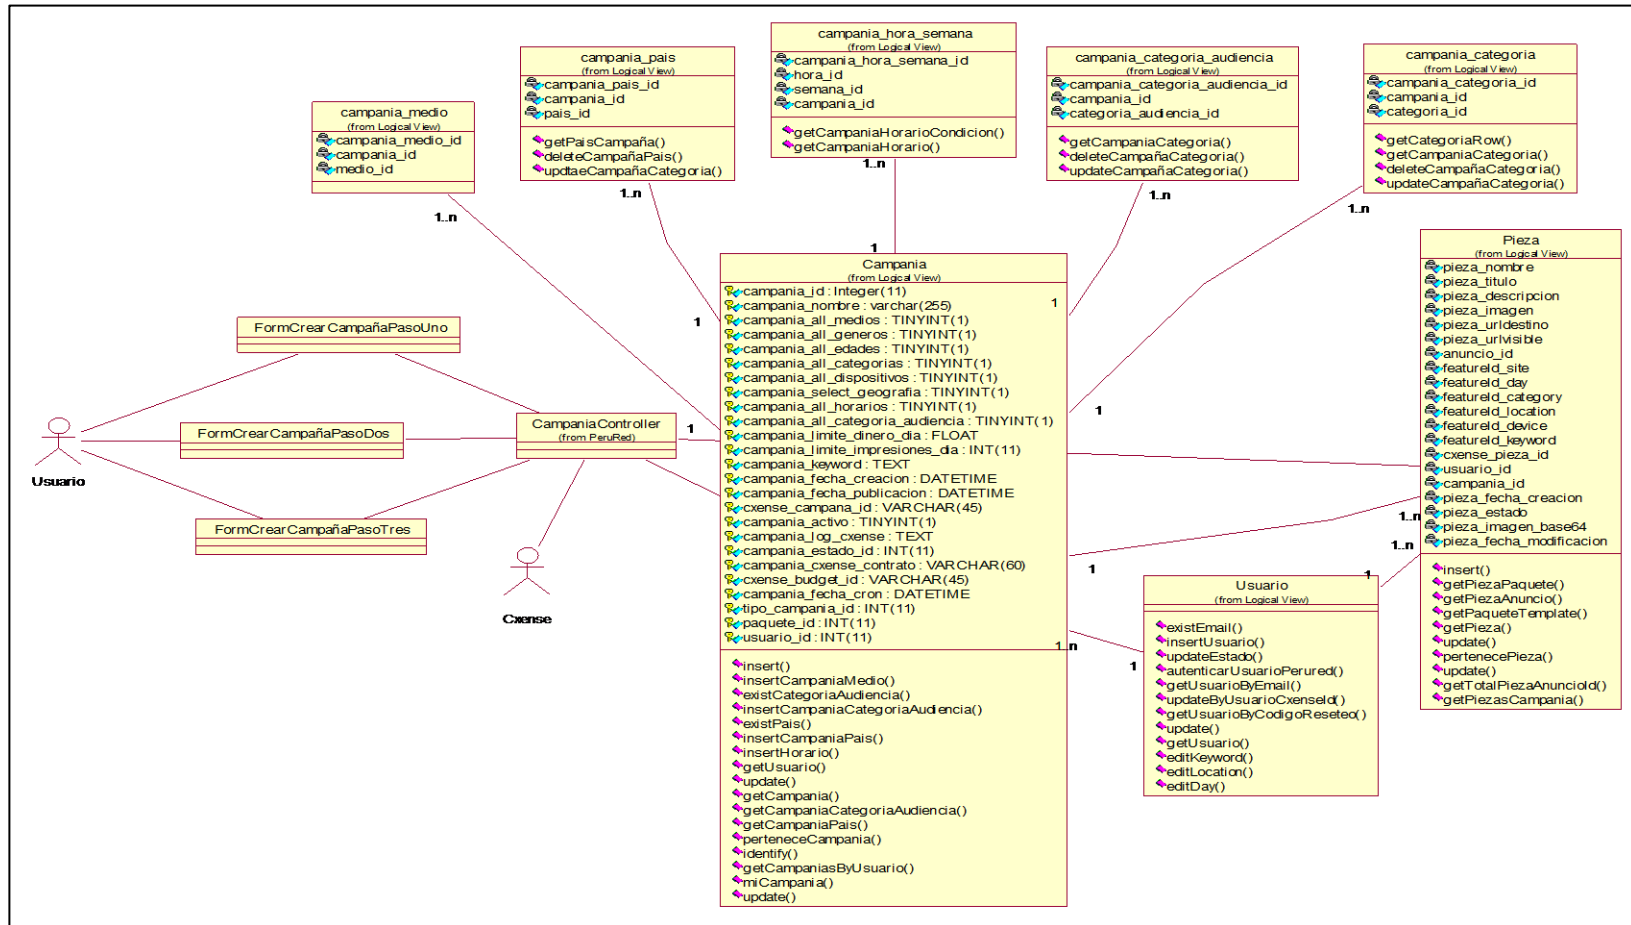 campania_hora_semana
(from Logical View)
campania_hora_semana_id
hora_id
semana_id
campania_id
getCampaniaHorarioCondicion()
getCampaniaHorario()
1..n
campania_pais
(from Logical View)
campania_pais_id
campania_id
pais_id
getPaisCampaña()
deleteCampañaPais()
updtaeCampañaCategoria()
1..n
campania_categoria_audiencia
(from Logical View)
campania_categoria_audiencia_id
campania_id
categoria_audiencia_id
getCampaniaCategoria()
deleteCampañaCategoria()
updateCampañaCategoria()
1..n
campania_categoria
(from Logical View)
campania_categoria_id
campania_id
categoria_id
getCategoriaRow()
getCampaniaCategoria()
deleteCampañaCategoria()
updateCampañaCategoria()
1..n
campania_medio
(from Logical View)
campania_medio_id
campania_id
medio_id
1..n
1
Campania
(from Logical View)
campania_id : Integer(11)
campania_nombre : varchar(255)
campania_all_medios : TINYINT(1)
campania_all_generos : TINYINT(1)
campania_all_edades : TINYINT(1)
campania_all_categorias : TINYINT(1)
campania_all_dispositivos : TINYINT(1)
campania_select_geografia : TINYINT(1)
campania_all_horarios : TINYINT(1)
campania_all_categoria_audiencia : TINYINT(1)
campania_limite_dinero_dia : FLOAT
campania_limite_impresiones_dia : INT(11)
campania_keyword : TEXT
campania_fecha_creacion : DATETIME
campania_fecha_publicacion : DATETIME
cxense_campana_id : VARCHAR(45)
campania_activo : TINYINT(1)
campania_log_cxense : TEXT
campania_estado_id : INT(11)
campania_cxense_contrato : VARCHAR(60)
cxense_budget_id : VARCHAR(45)
campania_fecha_cron : DATETIME
tipo_campania_id : INT(11)
paquete_id : INT(11)
usuario_id : INT(11)
insert()
insertCampaniaMedio()
existCategoriaAudiencia()
insertCampaniaCategoriaAudiencia()
existPais()
insertCampaniaPais()
insertHorario()
getUsuario()
update()
getCampania()
getCampaniaCategoriaAudiencia()
getCampaniaPais()
perteneceCampania()
identify()
getCampaniasByUsuario()
miCampania()
update()
1
1
1
1
1
1..n
1
Pieza
(from Logical View)
pieza_nombre
pieza_titulo
pieza_descripcion
pieza_imagen
pieza_urldestino
pieza_urlvisible
anuncio_id
featureId_site
featureId_day
featureId_category
featureId_location
featureId_device
featureId_keyword
cxense_pieza_id
usuario_id
campania_id
pieza_fecha_creacion
pieza_estado
pieza_imagen_base64
pieza_fecha_modificacion
insert()
getPiezaPaquete()
getPiezaAnuncio()
getPaqueteTemplate()
getPieza()
update()
pertenecePieza()
update()
getTotalPiezaAnuncioId()
getPiezasCampania()
1..n
1..n
1
Usuario
(from Logical View)
existEmail()
insertUsuario()
updateEstado()
autenticarUsuarioPerured()
getUsuarioByEmail()
updateByUsuarioCxenseId()
getUsuarioByCodigoReseteo()
update()
getUsuario()
editKeyword()
editLocation()
editDay()
FormCrearCampañaPasoUno
FormCrearCampañaPasoDos
FormCrearCampañaPasoTres
CampaniaController
(from PeruRed)
Usuario
Cxense